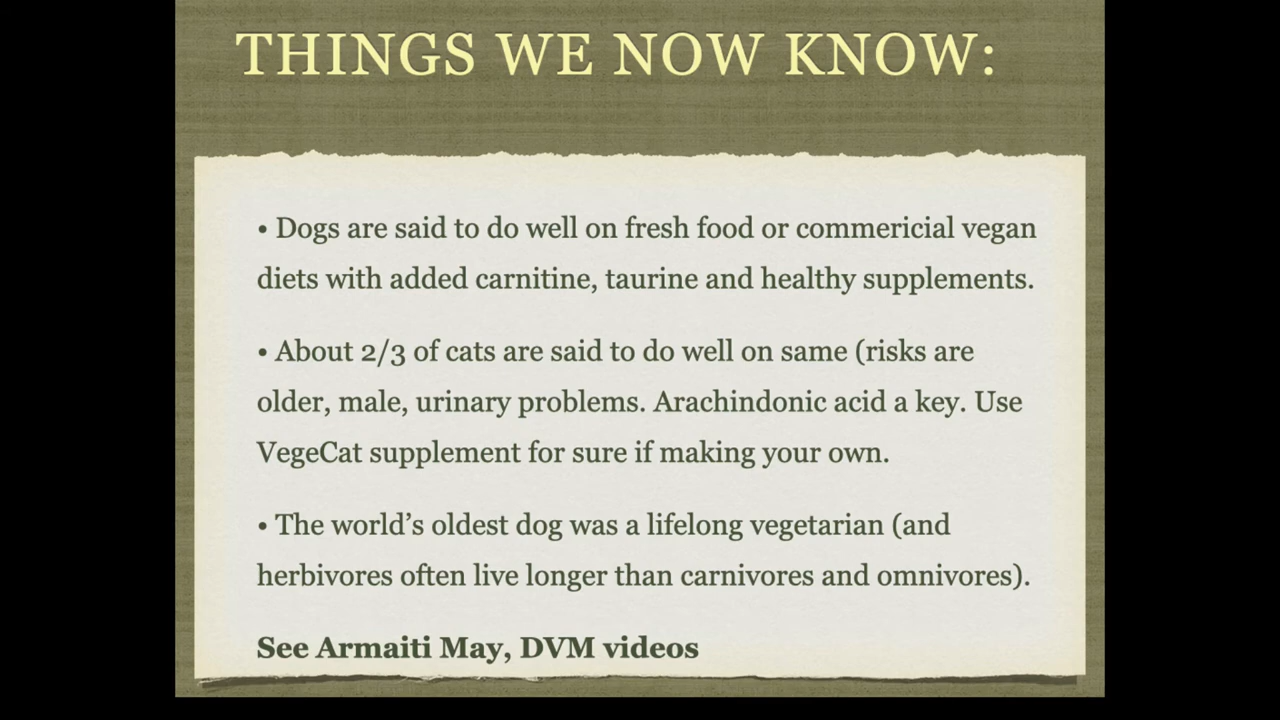 THINGS WE NOW KNOW:
• Dogs are said to do well on fresh food or commericial vegan
diets with added carnitine, taurine and healthy supplements.
• About 2/3 of cats are said to do well on same (risks are
older, male, urinary problems. Arachindonic acid a key. Use
VegeCat supplement for sure if making your own.
• The world’s oldest dog was a lifelong vegetarian (and
herbivores often live longer than carnivores and omnivores).
See Armaiti May, DVM videos